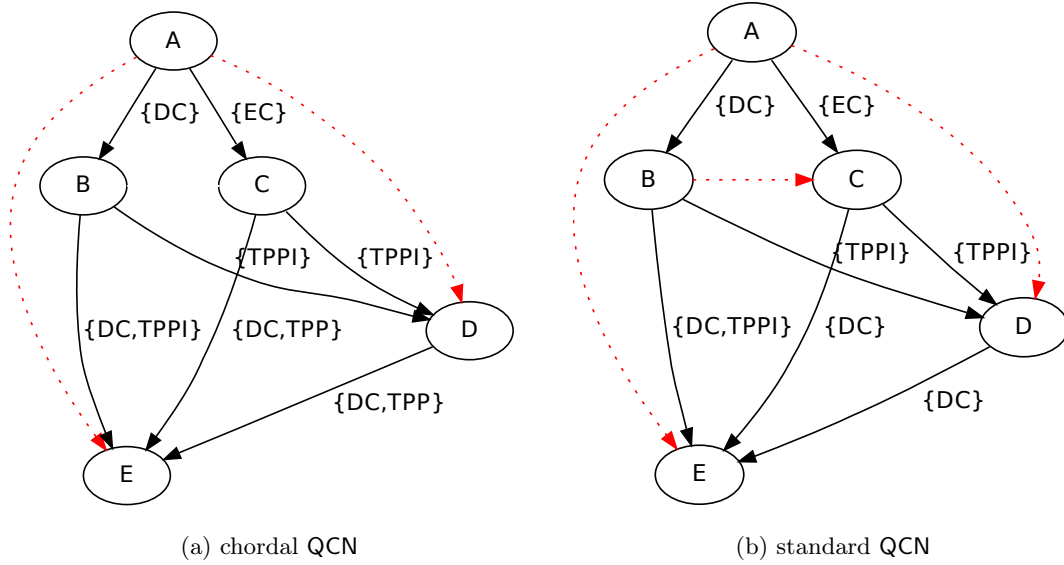 A
A
{DC}
{EC}
{DC}
{EC}
B
C
B
C
{TPPI}
{TPPI}
{TPPI}
{TPPI}
{DC,TPPI}
{DC,TPP}
D
{DC,TPPI}
{DC}
D
{DC,TPP}
{DC}
E
E
(a) chordal QCN
(b) standard QCN